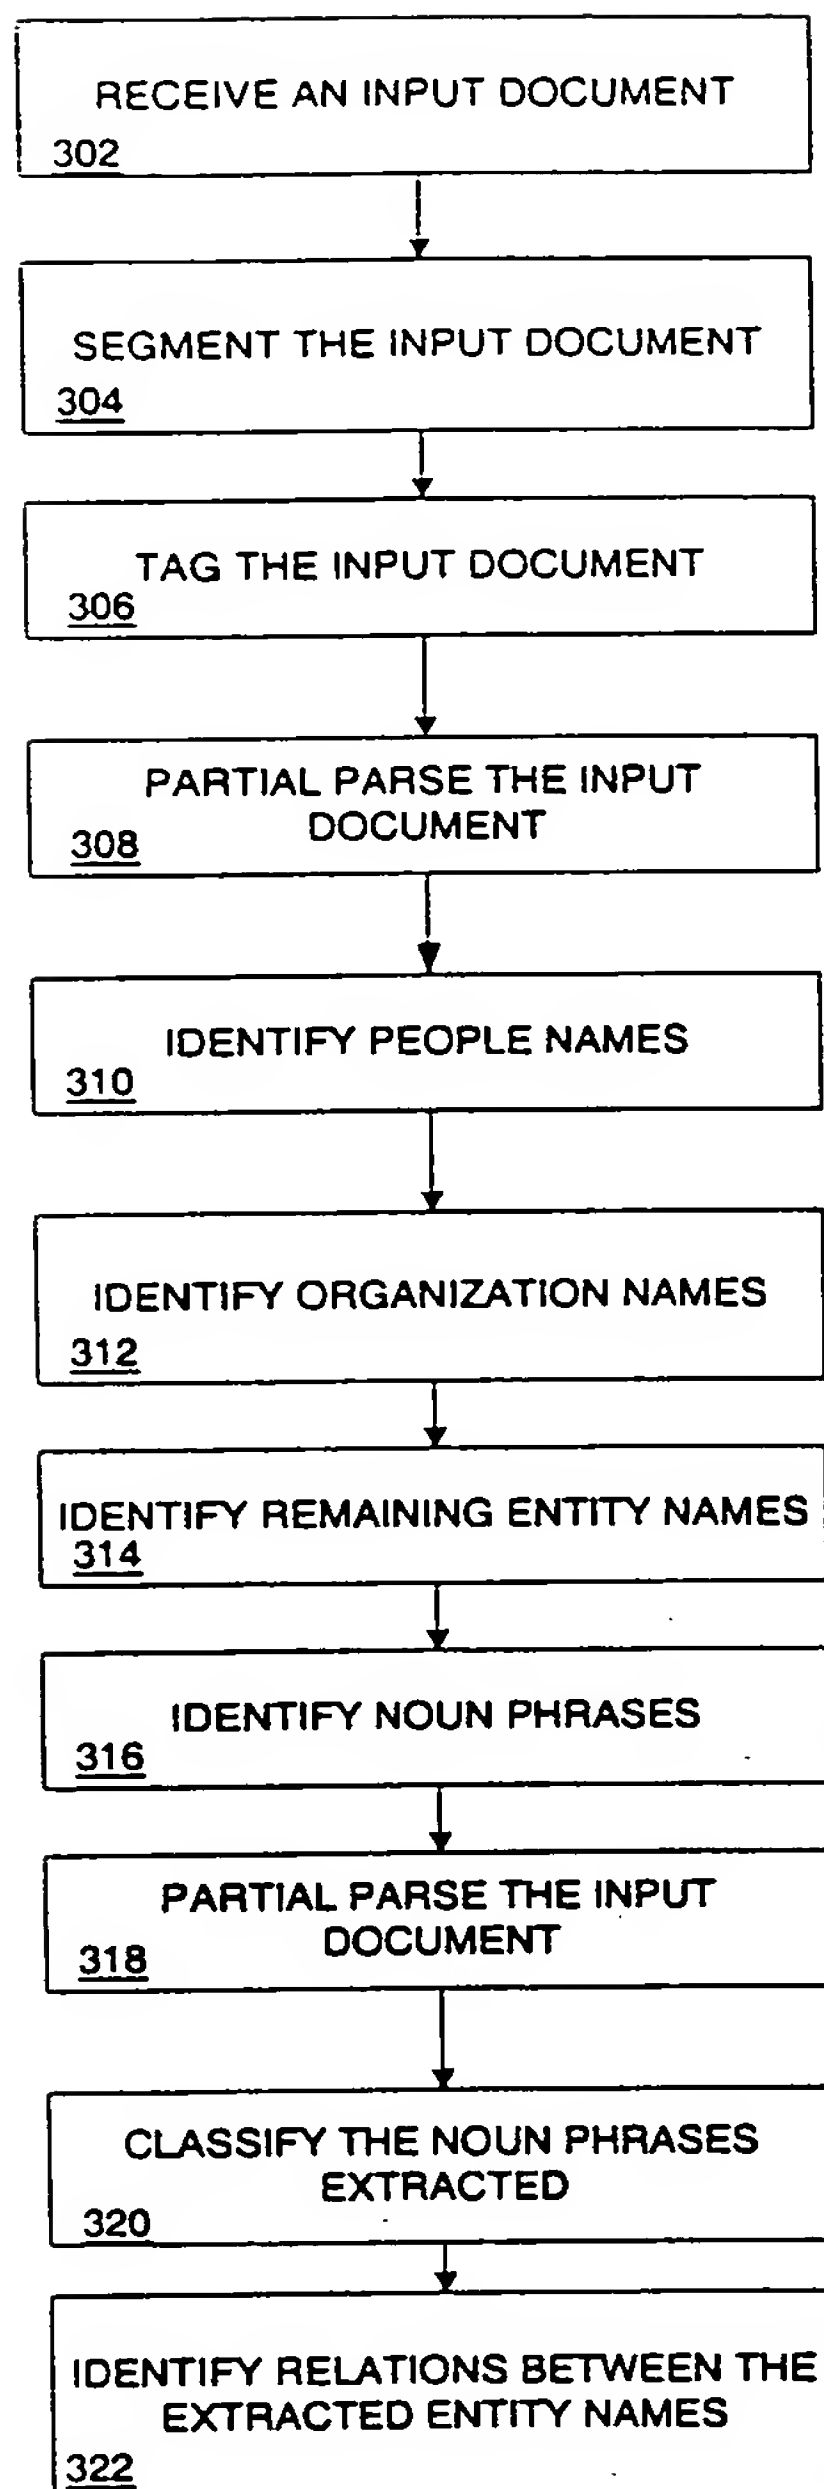 RECEIVE AN INPUT DOCUMENT
302
SEGMENT THE INPUT DOCUMENT
304
TAG THE INPUT DOCUMENT
306
PARTIAL PARSE THE INPUT
DOCUMENT
308
IDENTIFY PEOPLE NAMES
310
IDENTIFY ORGANIZATION NAMES
312
IDENTIFY REMAINING ENTITY NAMES
314
IDENTIFY NOUN PHRASES
316
PARTIAL PARSE THE INPUT
DOCUMENT
318
CLASSIFY THE NOUN PHRASES
EXTRACTED
320
IDENTIFY RELATIONS BETWEEN THE
EXTRACTED ENTITY NAMES
322